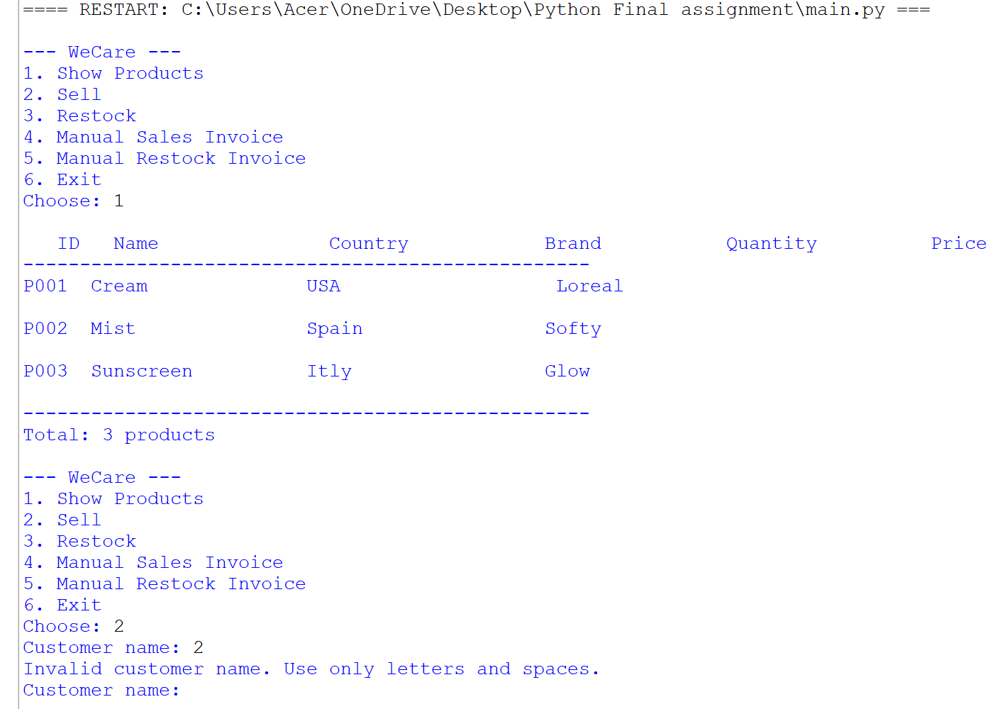 ==== RESTART: C:\Users\Acer\OneDrive\Desktop\Python Final assignment\main.py ===
--- WeCare ---
1. Show Products
2. Sell
3. Restock
4. Manual Sales Invoice
5. Manual Restock Invoice
6. Exit
Choose: 1
   ID   Name               Country            Brand           Quantity          Price
--------------------------------------------------
P001  Cream              USA                   Loreal
P002  Mist               Spain                Softy
P003  Sunscreen          Itly                 Glow
--------------------------------------------------
Total: 3 products
--- WeCare ---
1. Show Products
2. Sell
3. Restock
4. Manual Sales Invoice
5. Manual Restock Invoice
6. Exit
Choose: 2
Customer name: 2
Invalid customer name. Use only letters and spaces.
Customer name: